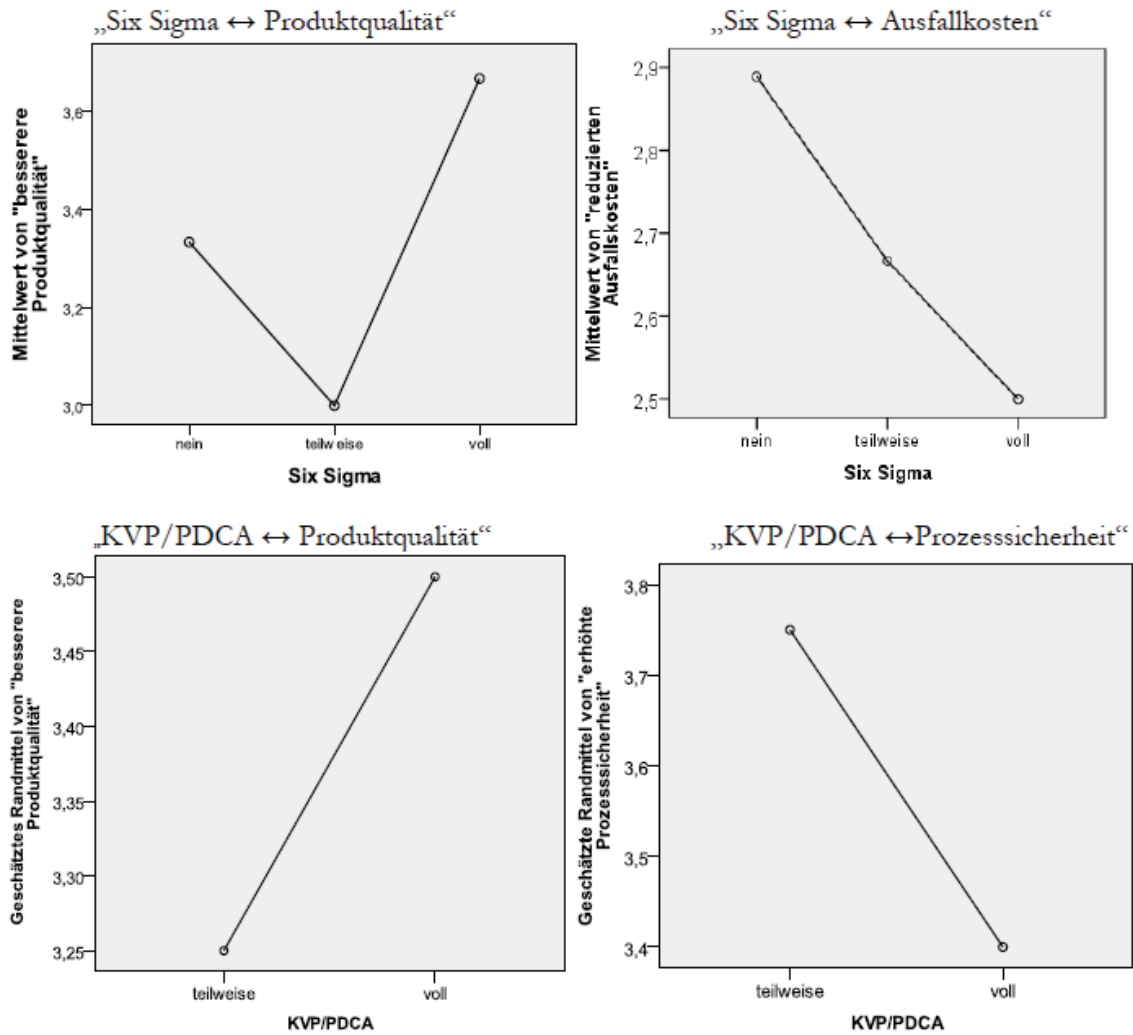 „Six Sigma ↔ Produktqualität“
Mittelwert von "besserere
Produktqualität"
3,6
3,4
3,2
3,0
nein
teilweise
voll
Six Sigma
„Six Sigma ↔ Ausfallkosten“
Mittelwert von "reduzierten
Ausfallskosten"
2,9
2,8
2,7
2,6
2,5
nein
teilweise
voll
Six Sigma
„KVP/PDCA ↔ Produktqualität“
Geschätztes Randmittel von "besserere
Produktqualität"
3,50
3,45
3,40
3,35
3,30
3,25
teilweise
voll
KVP/PDCA
„KVP/PDCA ↔Prozesssicherheit“
Geschätzte Randmittel von "erhöhte
Prozesssicherheit"
3,8
3,7
3,6
3,5
3,4
teilweise
voll
KVP/PDCA